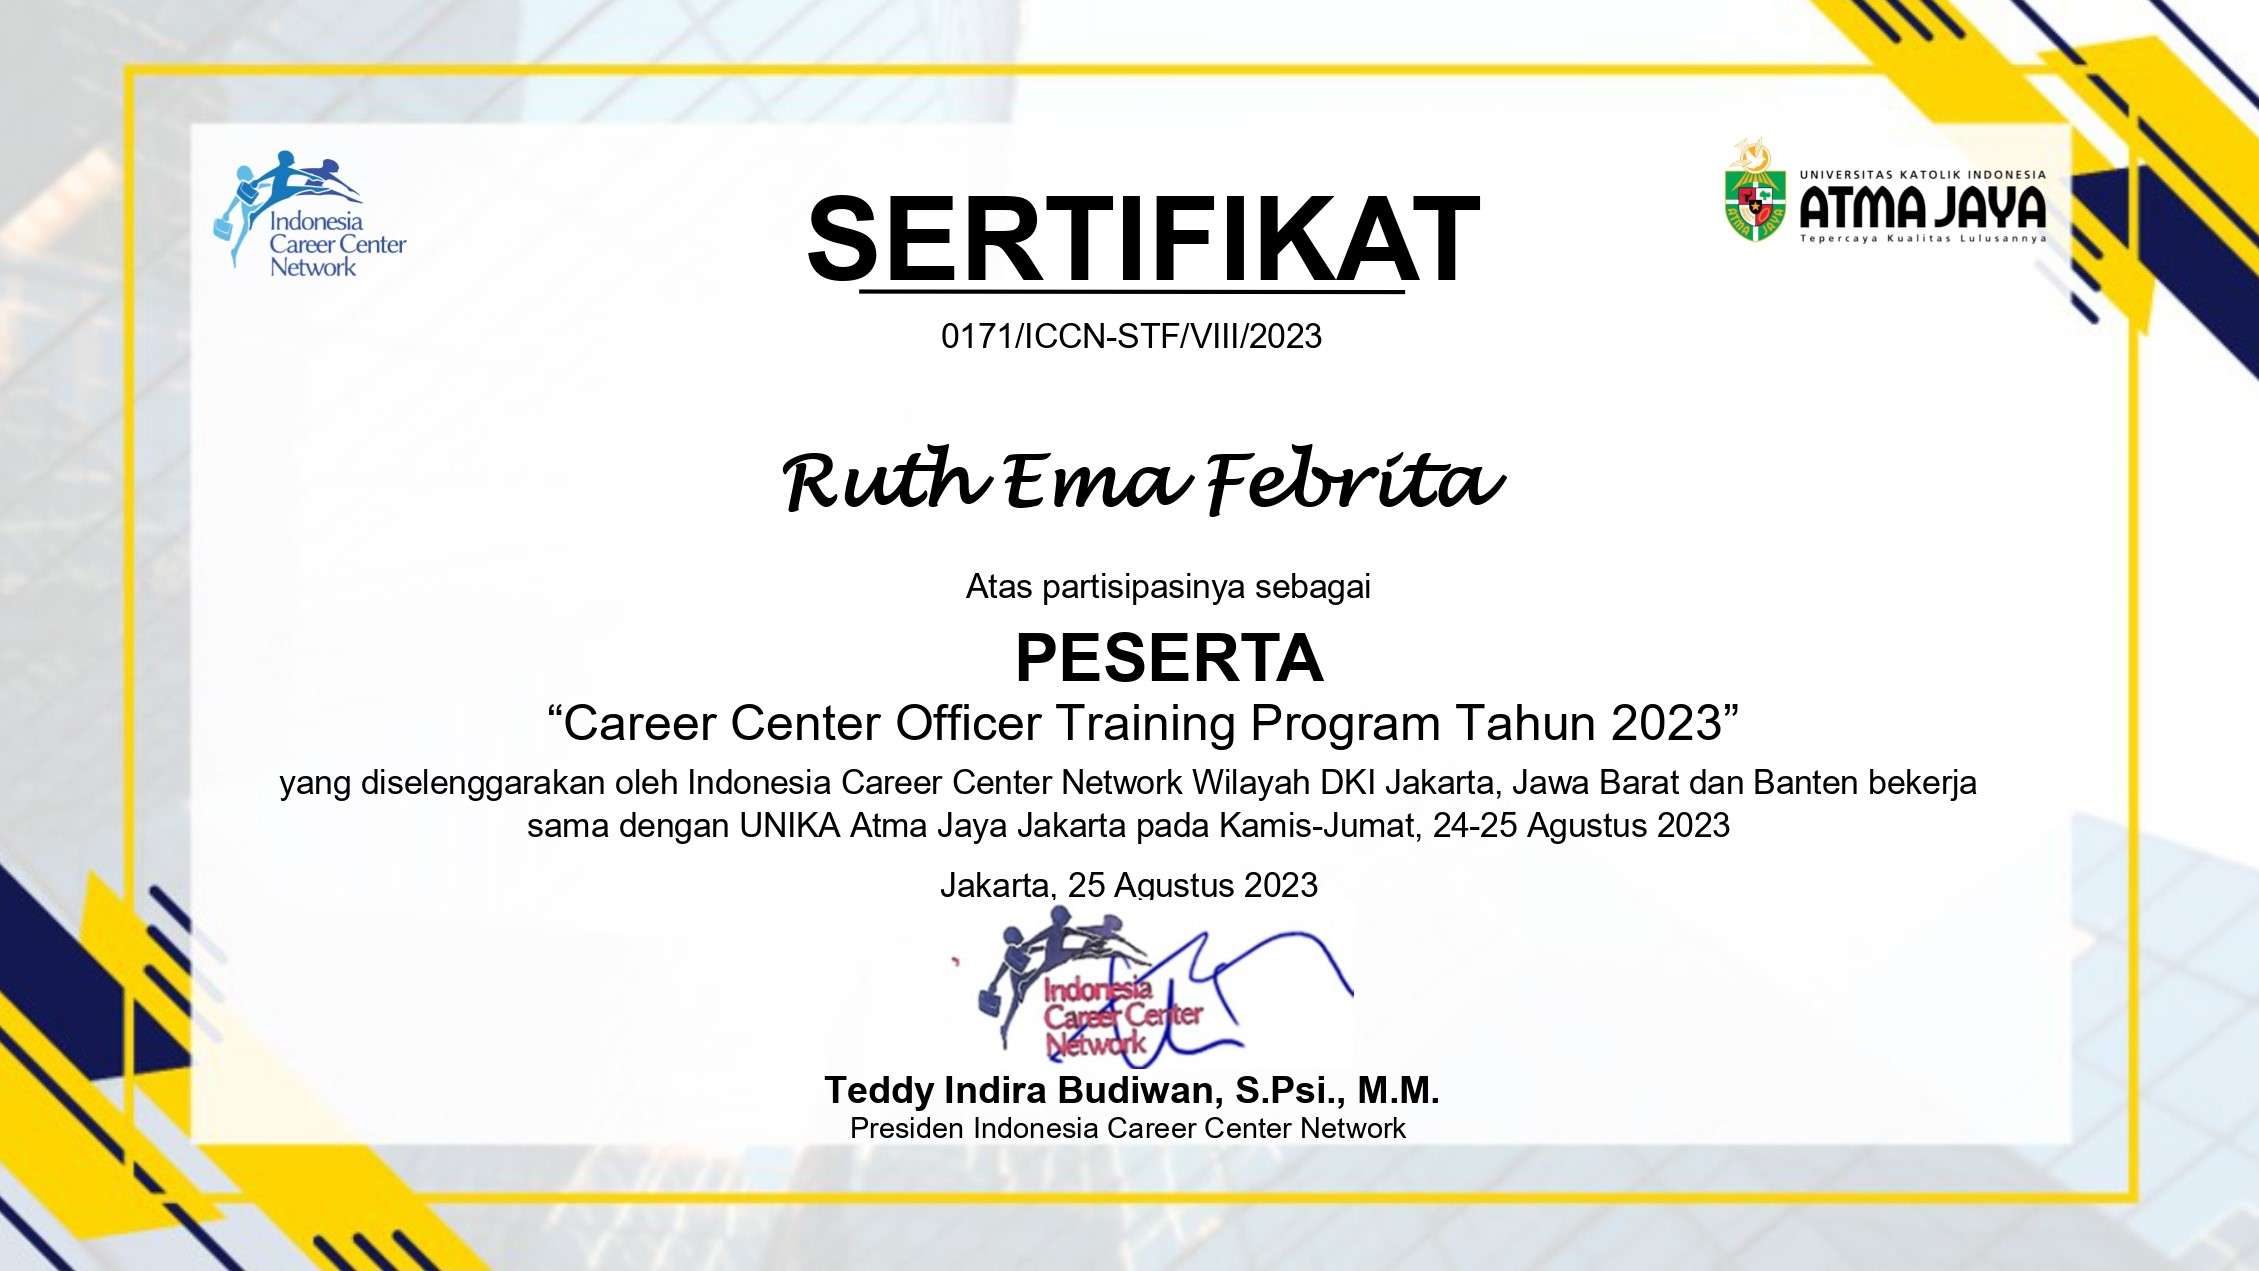 Indonesia
Career Center
Network
UNIVERSITAS KATOLIK INDONESIA
ATMA JAYA
Tepercaya Kualitas Lulusannya
SERTIFIKAT
0171/ICCN-STF/VIII/2023
Ruth Ema Febrita
Atas partisipasinya sebagai
PESERTA
“Career Center Officer Training Program Tahun 2023”
yang diselenggarakan oleh Indonesia Career Center Network Wilayah DKI Jakarta, Jawa Barat dan Banten bekerja
sama dengan UNIKA Atma Jaya Jakarta pada Kamis-Jumat, 24-25 Agustus 2023
Jakarta, 25 Agustus 2023
Indonesia
Career Center
Network
Teddy Indira Budiwan, S.Psi., M.M.
Presiden Indonesia Career Center Network